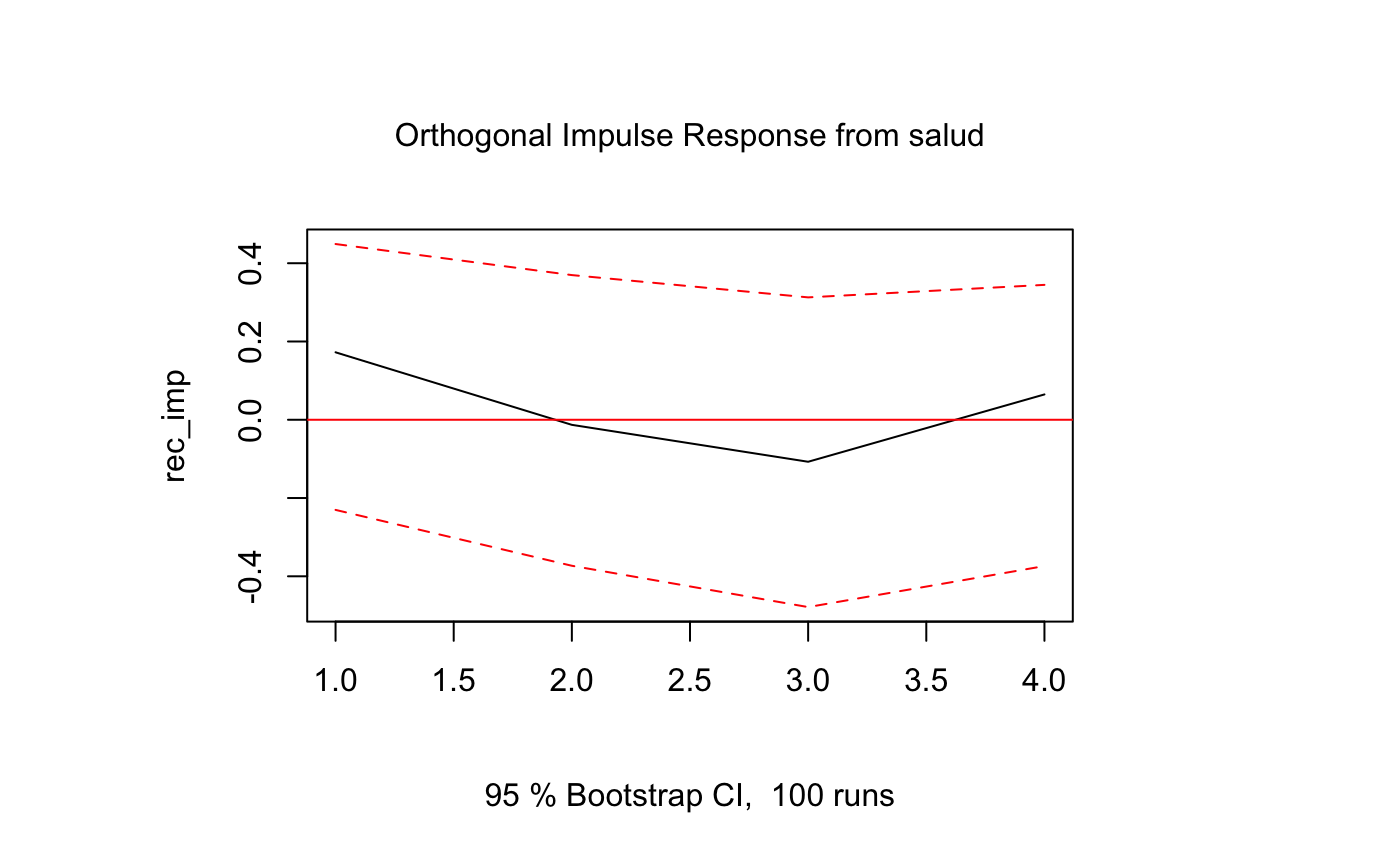 Orthogonal Impulse Response from salud
rec_imp
0.4
0.2
0.0
-0.4
1.0 1.5 2.0 2.5 3.0 3.5 4.0
95 % Bootstrap CI,  100 runs